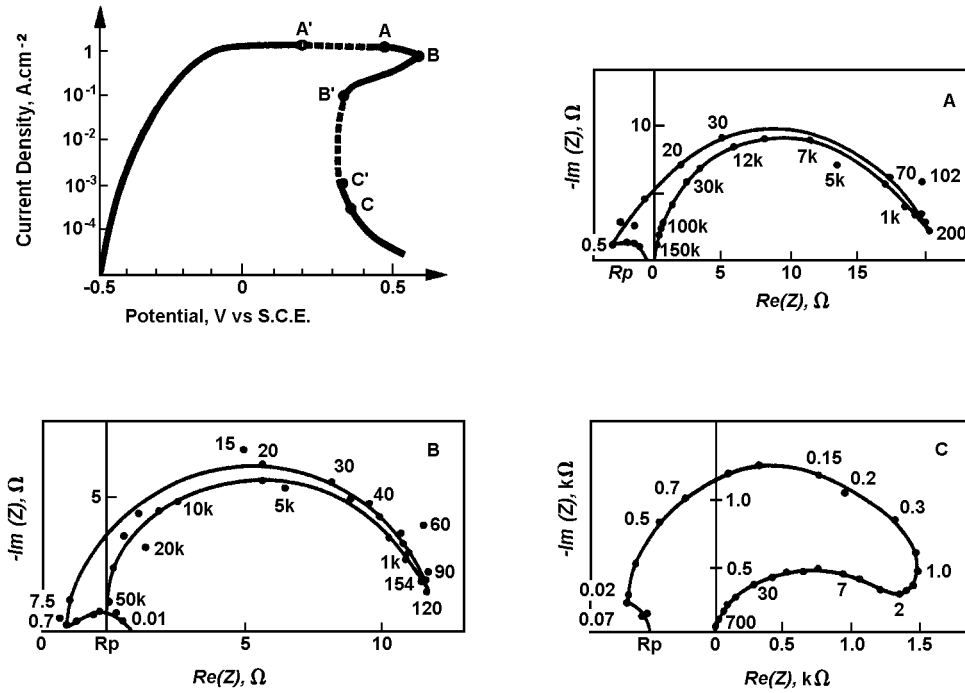 A'
A
B
1
10⁻¹
B'
10⁻²
10⁻³
C'
C
10⁻⁴
Current Density, A.cm⁻²
-0.5
0
0.5
Potential, V vs S.C.E.
A
10
30
20
12k
7k
5k
70
102
30k
1k
100k
200
0.5
150k
Rp
0
5
10
15
-Im (Z), Ω
Re(Z), Ω
B
15
20
30
5
10k
5k
40
60
20k
1k
90
154
7.5
50k
120
0.7
0.01
0
Rp
5
10
-Im (Z), Ω
Re(Z), Ω
C
0.15
0.7
0.2
1.0
0.5
0.3
0.5
1.0
0.02
30
7
2
0.07
700
Rp
0
0.5
1.0
1.5
-Im (Z), kΩ
Re(Z), kΩ